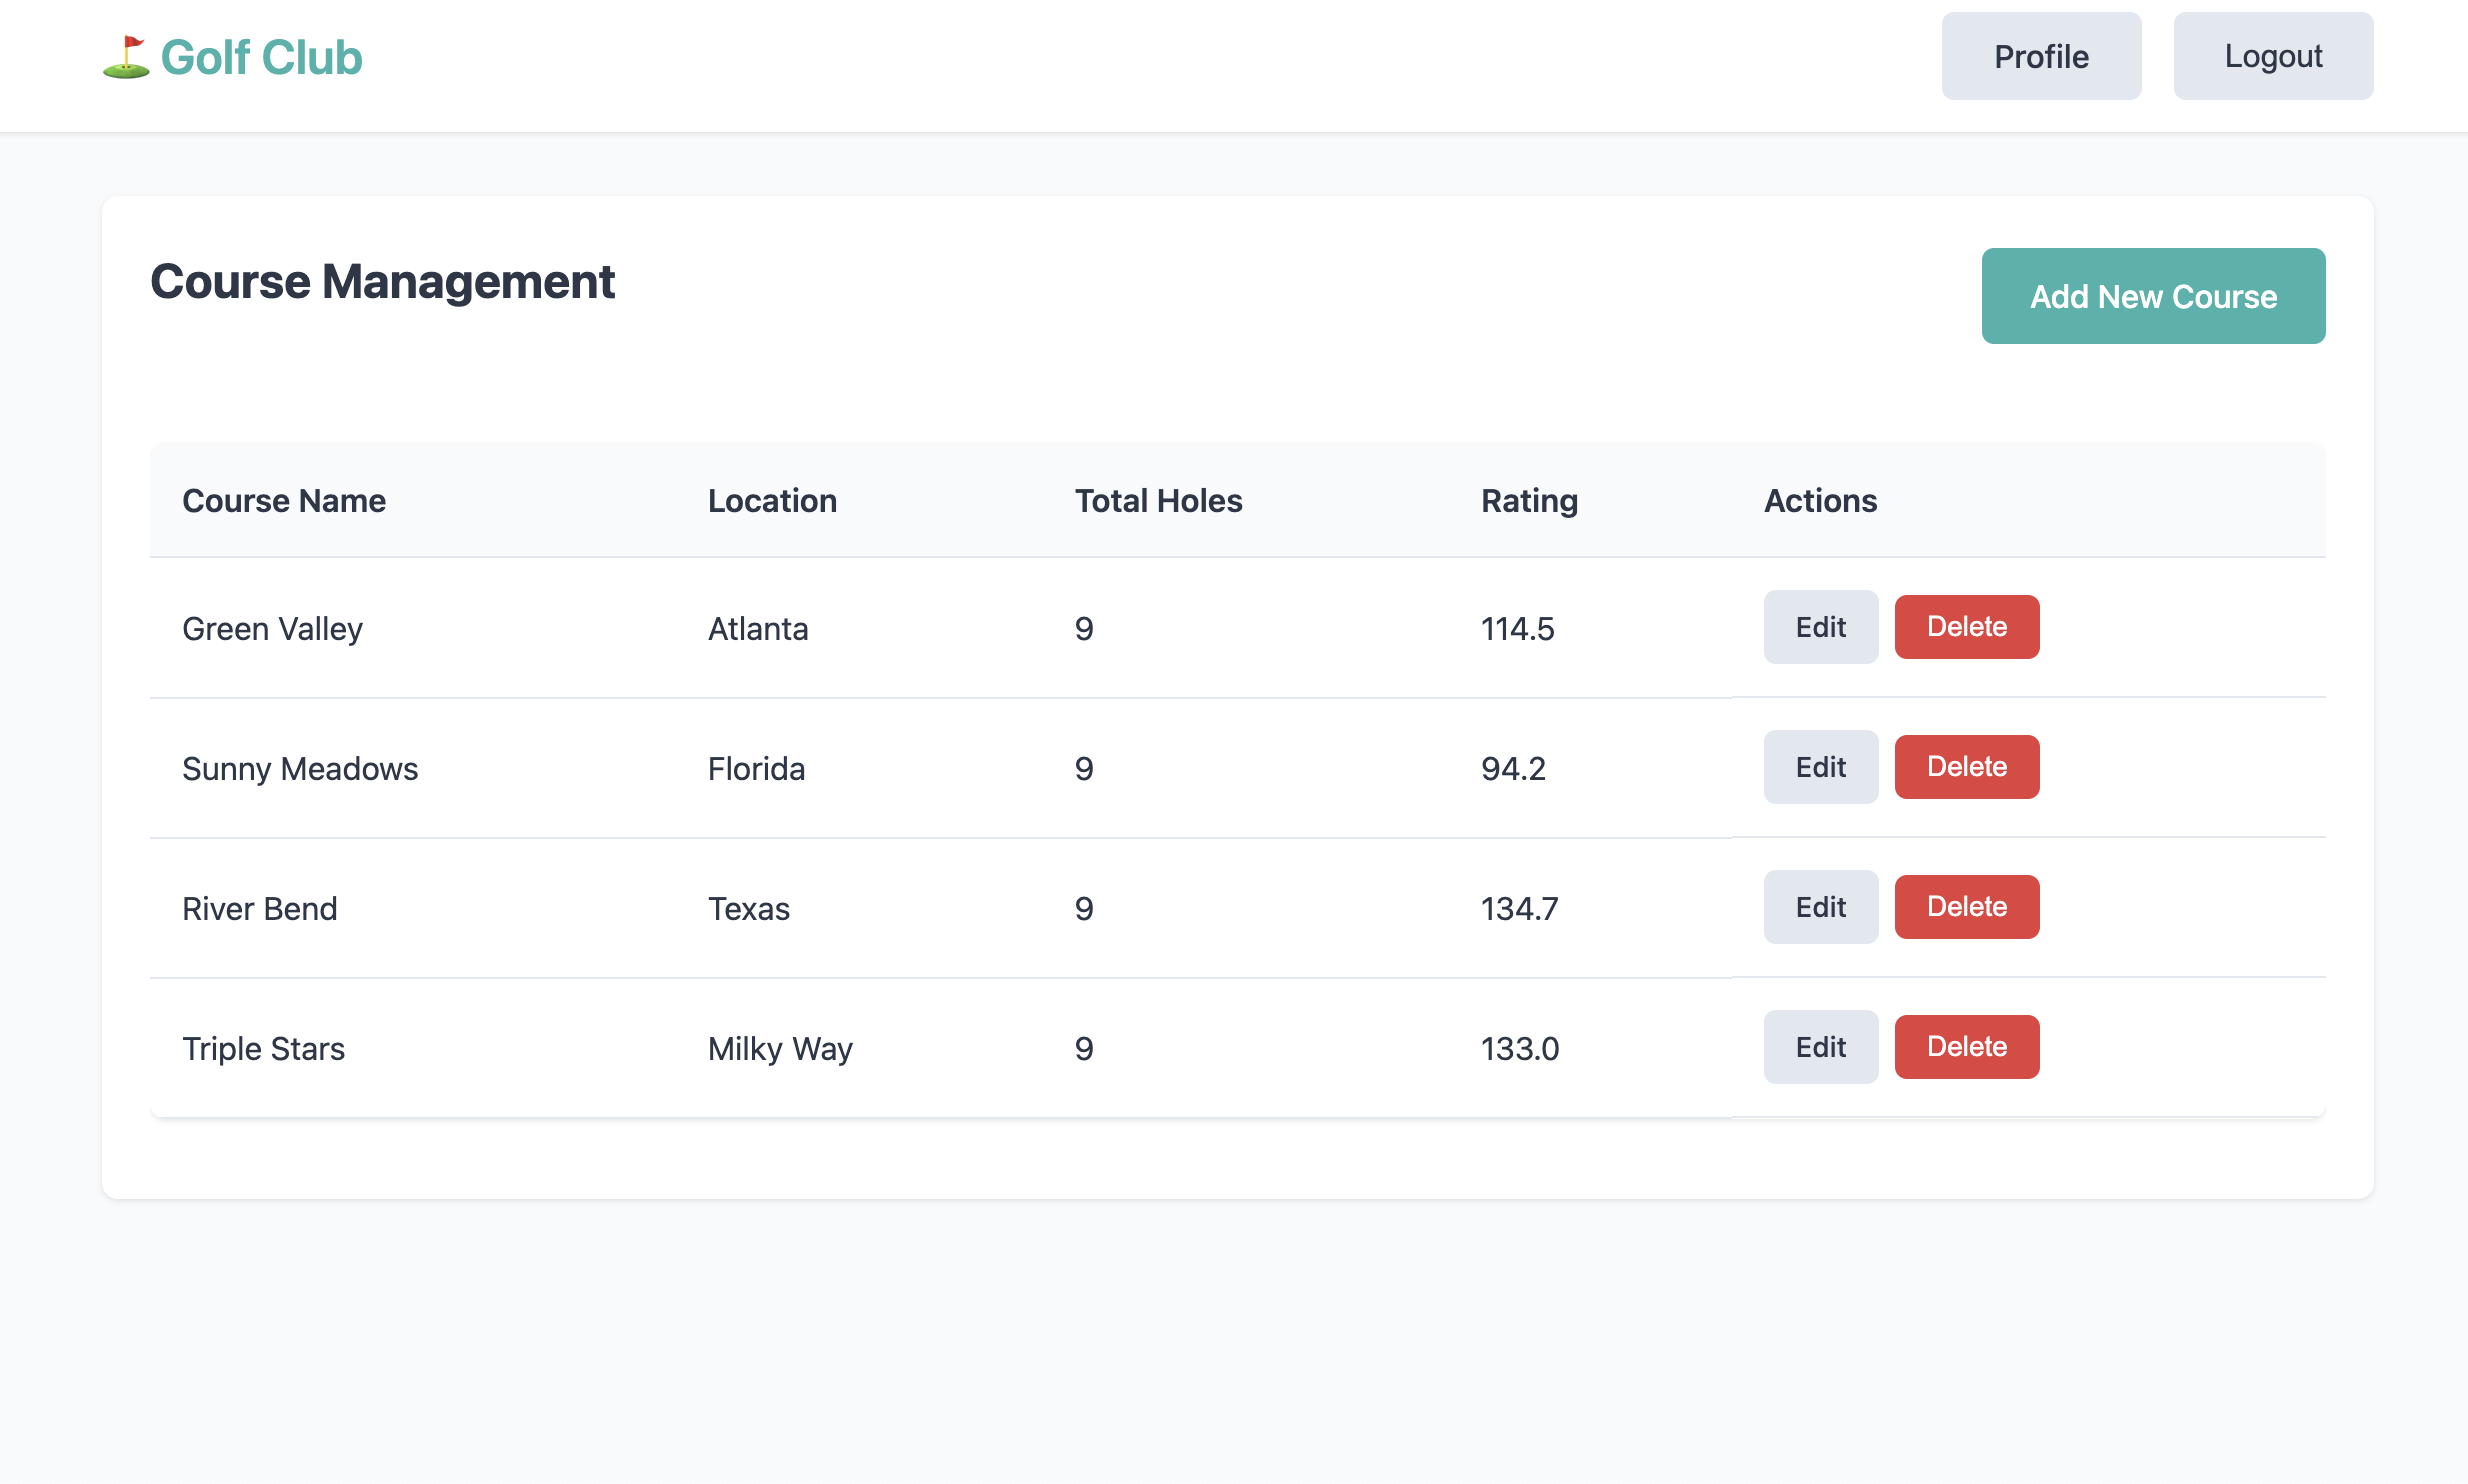 Golf Club
Profile
Logout
Course Management
Add New Course
Course Name Location Total Holes Rating Actions
Green Valley Atlanta 9 114.5 Edit Delete
Sunny Meadows Florida 9 94.2 Edit Delete
River Bend Texas 9 134.7 Edit Delete
Triple Stars Milky Way 9 133.0 Edit Delete